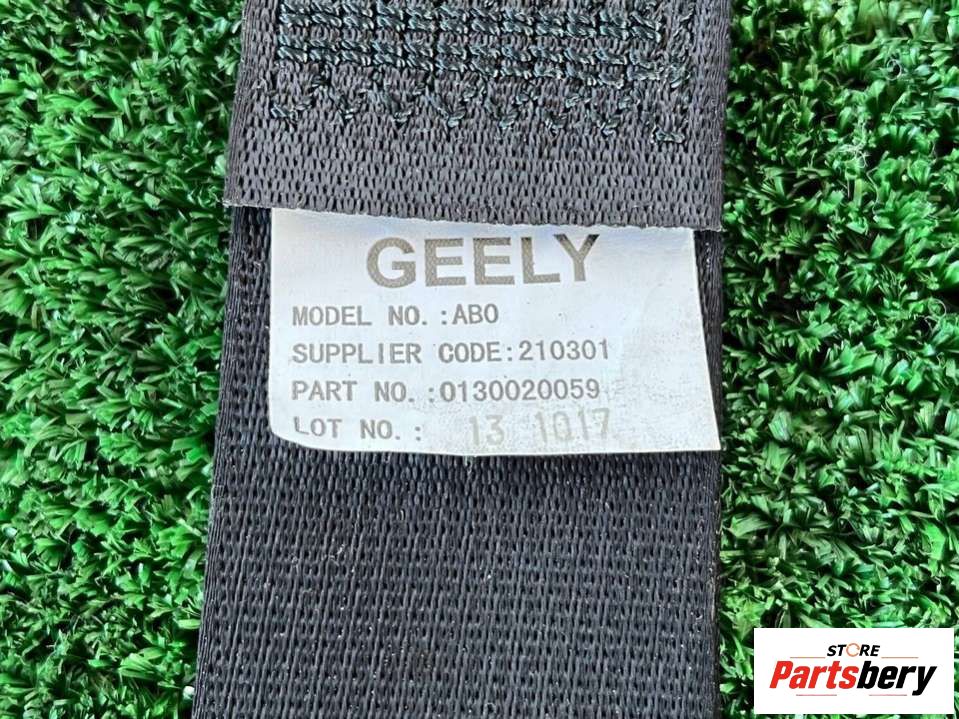 GEELY
MODEL NO.:ABO
SUPPLIER CODE:210301
PART NO.:0130020059
LOT NO.: 13 1017
STORE
Partsbery